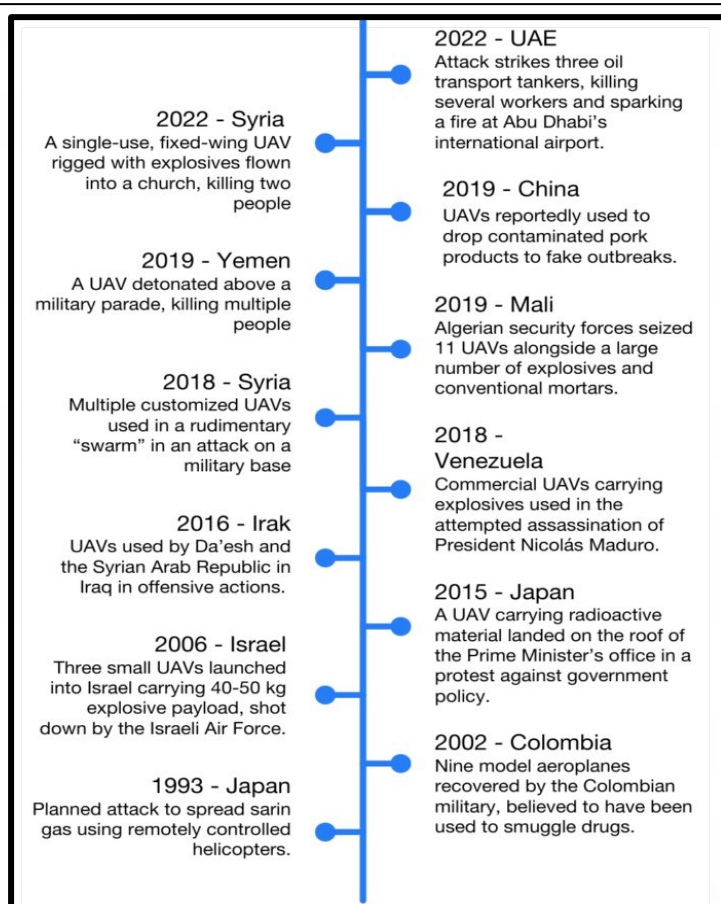 2022 - UAE
Attack strikes three oil
transport tankers, killing
several workers and sparking
a fire at Abu Dhabi's
international airport.
2022 - Syria
A single-use, fixed-wing UAV
rigged with explosives flown
into a church, killing two
people
2019 - China
UAVs reportedly used to
drop contaminated pork
products to fake outbreaks.
2019 - Yemen
A UAV detonated above a
military parade, killing multiple
people
2019 - Mali
Algerian security forces seized
11 UAVs alongside a large
number of explosives and
conventional mortars.
2018 - Syria
Multiple customized UAVs
used in a rudimentary
“swarm” in an attack on a
military base
2018 -
Venezuela
Commercial UAVs carrying
explosives used in the
attempted assassination of
President Nicolás Maduro.
2016 - Irak
UAVs used by Da'esh and
the Syrian Arab Republic in
Iraq in offensive actions.
2015 - Japan
A UAV carrying radioactive
material landed on the roof of
the Prime Minister's office in a
protest against government
policy.
2006 - Israel
Three small UAVs launched
into Israel carrying 40-50 kg
explosive payload, shot
down by the Israeli Air Force.
2002 - Colombia
Nine model aeroplanes
recovered by the Colombian
military, believed to have been
used to smuggle drugs.
1993 - Japan
Planned attack to spread sarin
gas using remotely controlled
helicopters.